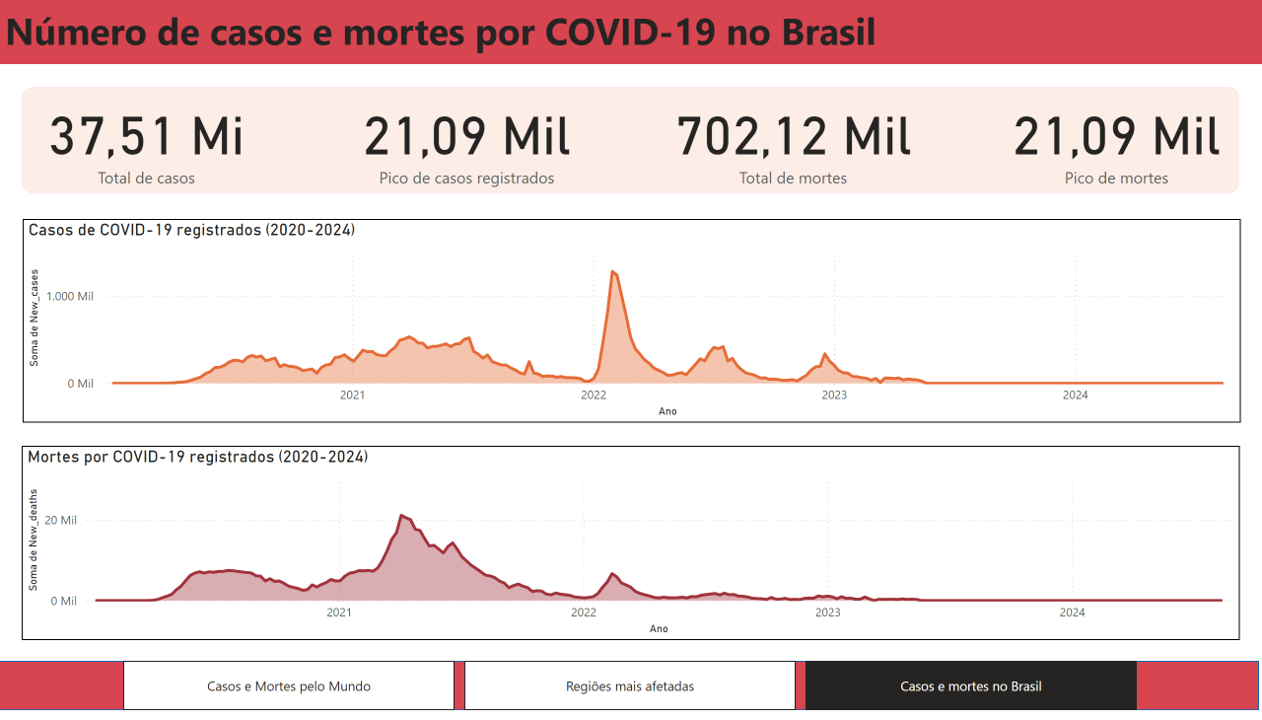 Número de casos e mortes por COVID-19 no Brasil
37,51 Mi
Total de casos
21,09 Mil
Pico de casos registrados
702,12 Mil
Total de mortes
21,09 Mil
Pico de mortes
Casos de COVID-19 registrados (2020-2024)
Soma de New_cases
1.000 Mil
0 Mil
2021
2022
2023
2024
Ano
Mortes por COVID-19 registrados (2020-2024)
Soma de New_deaths
20 Mil
0 Mil
2021
2022
2023
2024
Ano
Casos e Mortes pelo Mundo
Regiões mais afetadas
Casos e mortes no Brasil